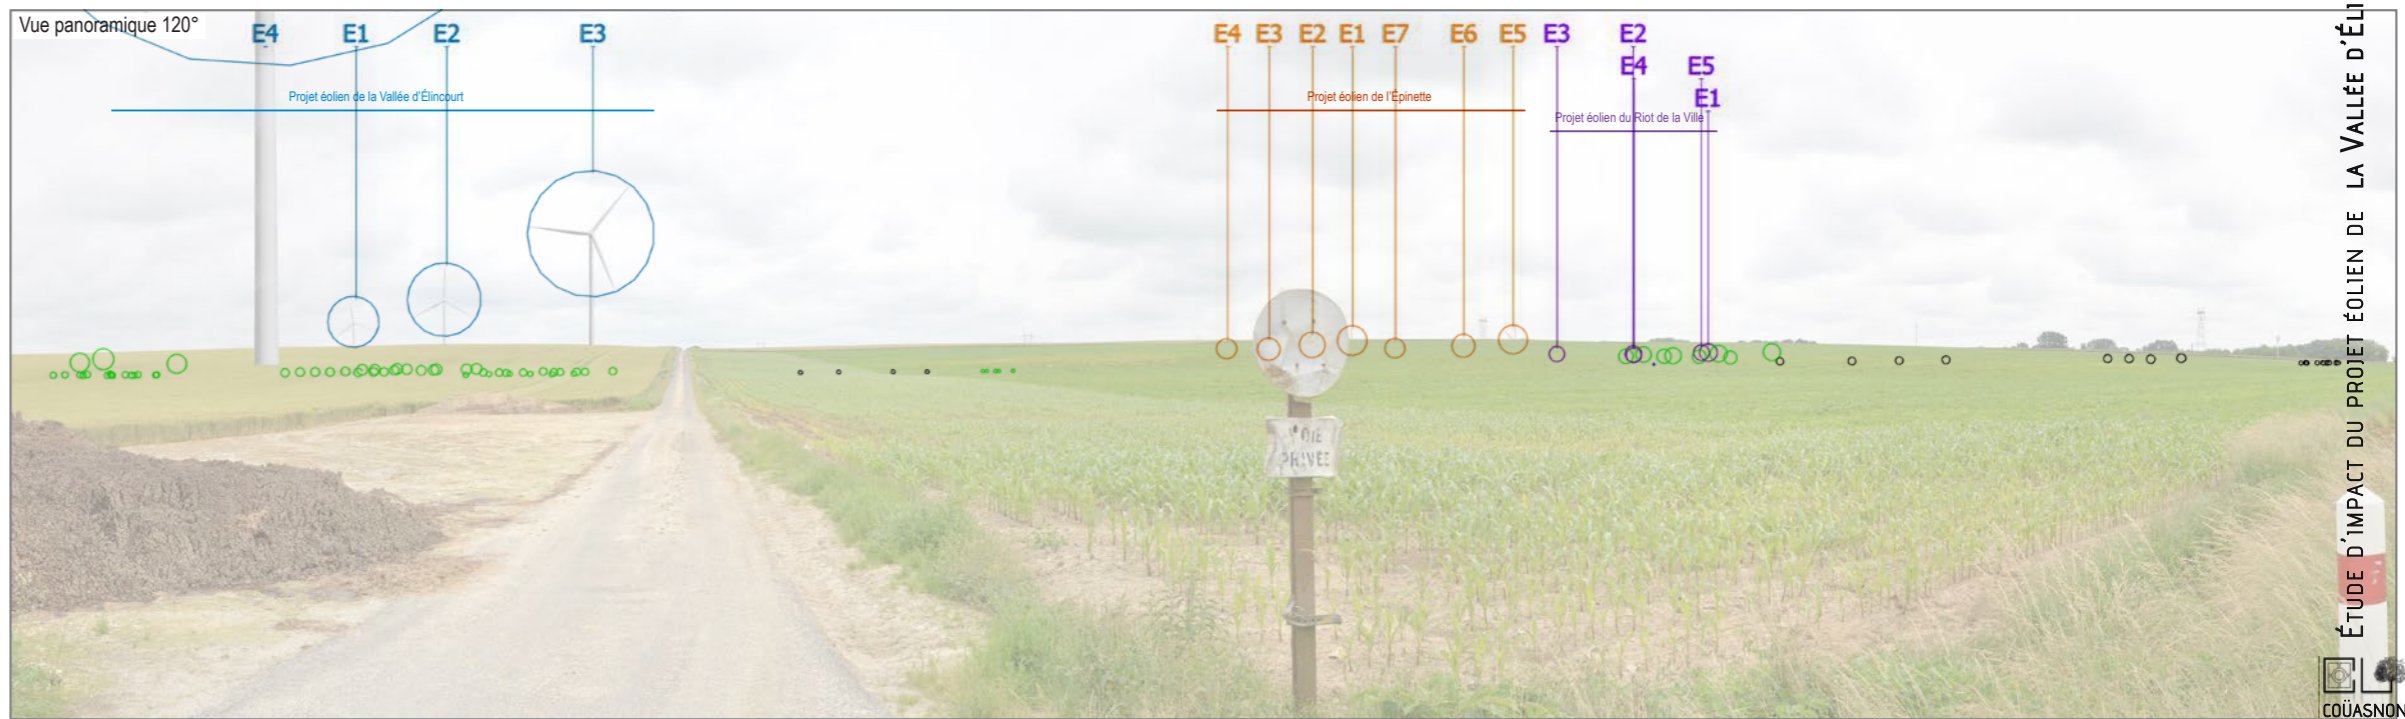 Vue panoramique 120°
E4 E1 E2 E3
E4 E3 E2 E1 E7 E6 E5 E3 E2
E4 E5
E1
Projet éolien de la Vallée d'Élincourt
Projet éolien de l'Épinette
Projet éolien du Riot de la Ville
VOIE
PRIVÉE
ÉTUDE D'IMPACT DU PROJET ÉOLIEN DE LA VALLÉE D'ÉLI
COÜASNON